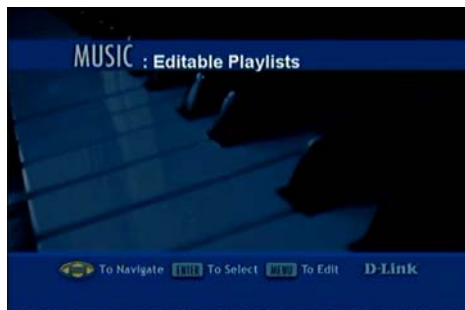 MUSIC : Editable Playlists
To Navigate ENTER To Select MENU To Edit D-Link